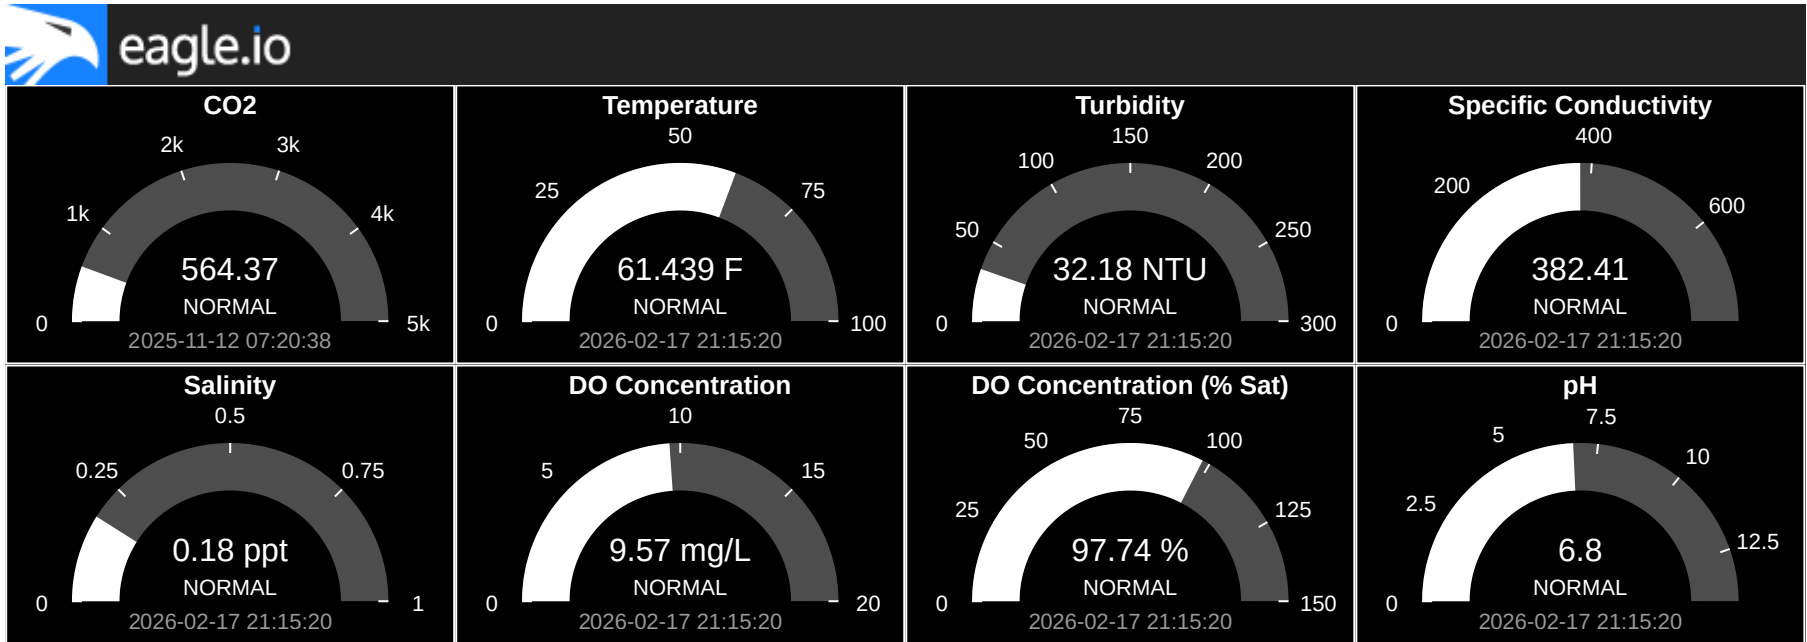 eagle.io
CO2
2k
3k
1k
4k
0
5k
564.37
NORMAL
2025-11-12 07:20:38
Temperature
50
25
75
0
100
61.439 F
NORMAL
2026-02-17 21:15:20
Turbidity
150
100
200
50
250
0
300
32.18 NTU
NORMAL
2026-02-17 21:15:20
Specific Conductivity
400
200
600
0
382.41
NORMAL
2026-02-17 21:15:20
Salinity
0.5
0.25
0.75
0
1
0.18 ppt
NORMAL
2026-02-17 21:15:20
DO Concentration
10
5
15
0
20
9.57 mg/L
NORMAL
2026-02-17 21:15:20
DO Concentration (% Sat)
75
50
100
25
125
0
150
97.74 %
NORMAL
2026-02-17 21:15:20
pH
7.5
5
10
2.5
12.5
0
6.8
NORMAL
2026-02-17 21:15:20